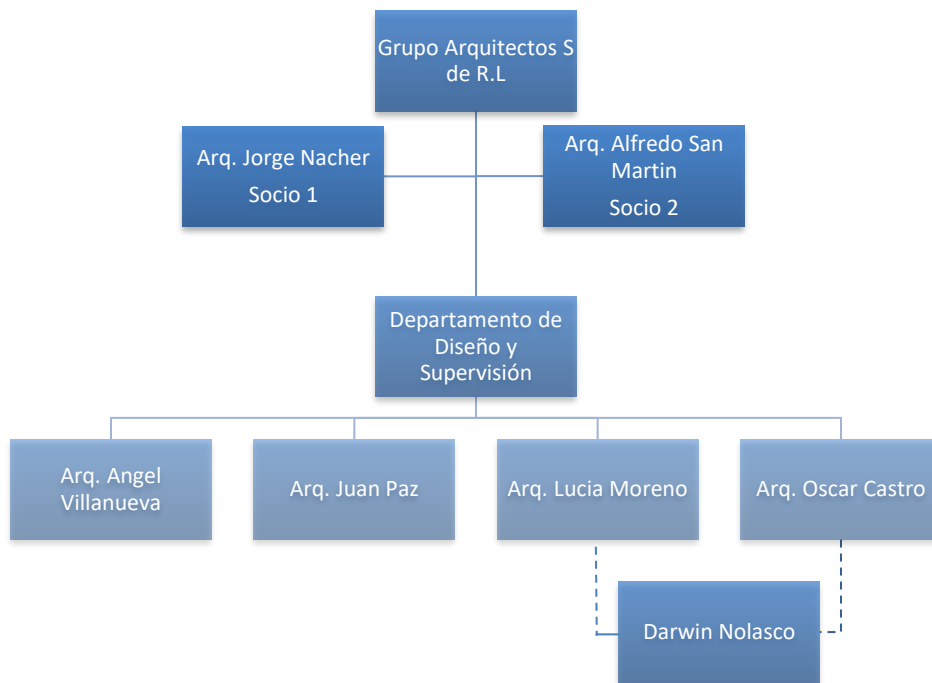 Grupo Arquitectos S
de R.L
Arq. Jorge Nacher
Socio 1
Arq. Alfredo San
Martin
Socio 2
Departamento de
Diseño y
Supervisión
Arq. Angel
Villanueva
Arq. Juan Paz
Arq. Lucia Moreno
Arq. Oscar Castro
Darwin Nolasco